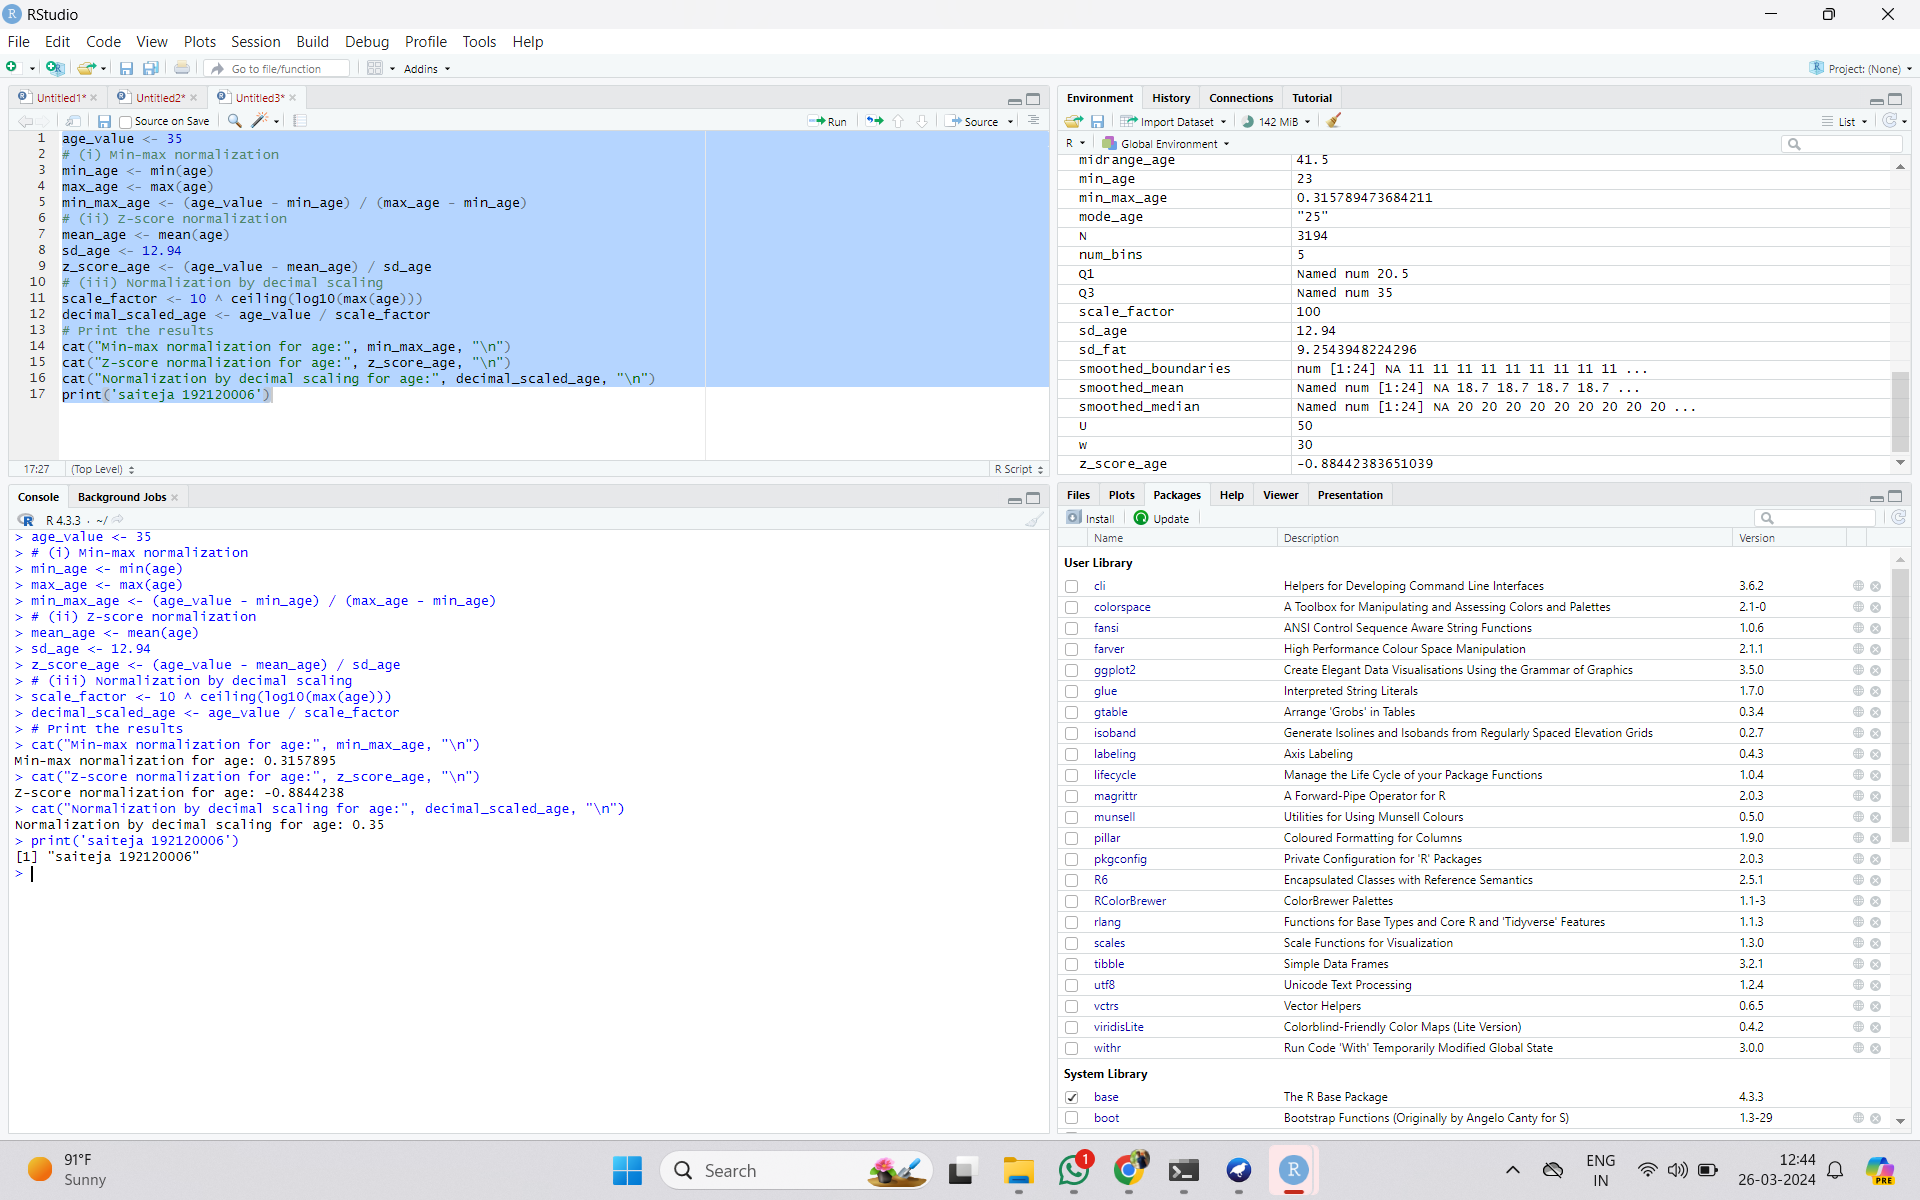 RStudio
File Edit Code View Plots Session Build Debug Profile Tools Help
Go to file/function Addins Project: (None)
Untitled1* Untitled2* Untitled3*
Source on Save Run Source
1 age_value <- 35
2 # (i) Min-max normalization
3 min_age <- min(age)
4 max_age <- max(age)
5 min_max_age <- (age_value - min_age) / (max_age - min_age)
6 # (ii) Z-score normalization
7 mean_age <- mean(age)
8 sd_age <- 12.94
9 z_score_age <- (age_value - mean_age) / sd_age
10 # (iii) Normalization by decimal scaling
11 scale_factor <- 10 ^ ceiling(log10(max(age)))
12 decimal_scaled_age <- age_value / scale_factor
13 # Print the results
14 cat("Min-max normalization for age:", min_max_age, "\n")
15 cat("Z-score normalization for age:", z_score_age, "\n")
16 cat("Normalization by decimal scaling for age:", decimal_scaled_age, "\n")
17 print('saiteja 192120006')
17:27 (Top Level) R Script
Console Background Jobs
R 4.3.3 · ~/
> age_value <- 35
> # (i) Min-max normalization
> min_age <- min(age)
> max_age <- max(age)
> min_max_age <- (age_value - min_age) / (max_age - min_age)
> # (ii) Z-score normalization
> mean_age <- mean(age)
> sd_age <- 12.94
> z_score_age <- (age_value - mean_age) / sd_age
> # (iii) Normalization by decimal scaling
> scale_factor <- 10 ^ ceiling(log10(max(age)))
> decimal_scaled_age <- age_value / scale_factor
> # Print the results
> cat("Min-max normalization for age:", min_max_age, "\n")
Min-max normalization for age: 0.3157895
> cat("Z-score normalization for age:", z_score_age, "\n")
Z-score normalization for age: -0.8844238
> cat("Normalization by decimal scaling for age:", decimal_scaled_age, "\n")
Normalization by decimal scaling for age: 0.35
> print('saiteja 192120006')
[1] "saiteja 192120006"
>
Environment History Connections Tutorial
Import Dataset 142 MiB List
R Global Environment
midrange_age 41.5
min_age 23
min_max_age 0.315789473684211
mode_age "25"
N 3194
num_bins 5
Q1 Named num 20.5
Q3 Named num 35
scale_factor 100
sd_age 12.94
sd_fat 9.2543948224296
smoothed_boundaries num [1:24] NA 11 11 11 11 11 11 11 11 11 ...
smoothed_mean Named num [1:24] NA 18.7 18.7 18.7 18.7 ...
smoothed_median Named num [1:24] NA 20 20 20 20 20 20 20 20 20 ...
U 50
w 30
z_score_age -0.88442383651039
Files Plots Packages Help Viewer Presentation
Install Update
Name Description Version
User Library
cli Helpers for Developing Command Line Interfaces 3.6.2
colorspace A Toolbox for Manipulating and Assessing Colors and Palettes 2.1-0
fansi ANSI Control Sequence Aware String Functions 1.0.6
farver High Performance Colour Space Manipulation 2.1.1
ggplot2 Create Elegant Data Visualisations Using the Grammar of Graphics 3.5.0
glue Interpreted String Literals 1.7.0
gtable Arrange 'Grobs' in Tables 0.3.4
isoband Generate Isolines and Isobands from Regularly Spaced Elevation Grids 0.2.7
labeling Axis Labeling 0.4.3
lifecycle Manage the Life Cycle of your Package Functions 1.0.4
magrittr A Forward-Pipe Operator for R 2.0.3
munsell Utilities for Using Munsell Colours 0.5.0
pillar Coloured Formatting for Columns 1.9.0
pkgconfig Private Configuration for 'R' Packages 2.0.3
R6 Encapsulated Classes with Reference Semantics 2.5.1
RColorBrewer ColorBrewer Palettes 1.1-3
rlang Functions for Base Types and Core R and 'Tidyverse' Features 1.1.3
scales Scale Functions for Visualization 1.3.0
tibble Simple Data Frames 3.2.1
utf8 Unicode Text Processing 1.2.4
vctrs Vector Helpers 0.6.5
viridisLite Colorblind-Friendly Color Maps (Lite Version) 0.4.2
withr Run Code 'With' Temporarily Modified Global State 3.0.0
System Library
base The R Base Package 4.3.3
boot Bootstrap Functions (Originally by Angelo Canty for S) 1.3-29
91°F
Sunny
Search
1
ENG
IN
12:44
26-03-2024
PRE